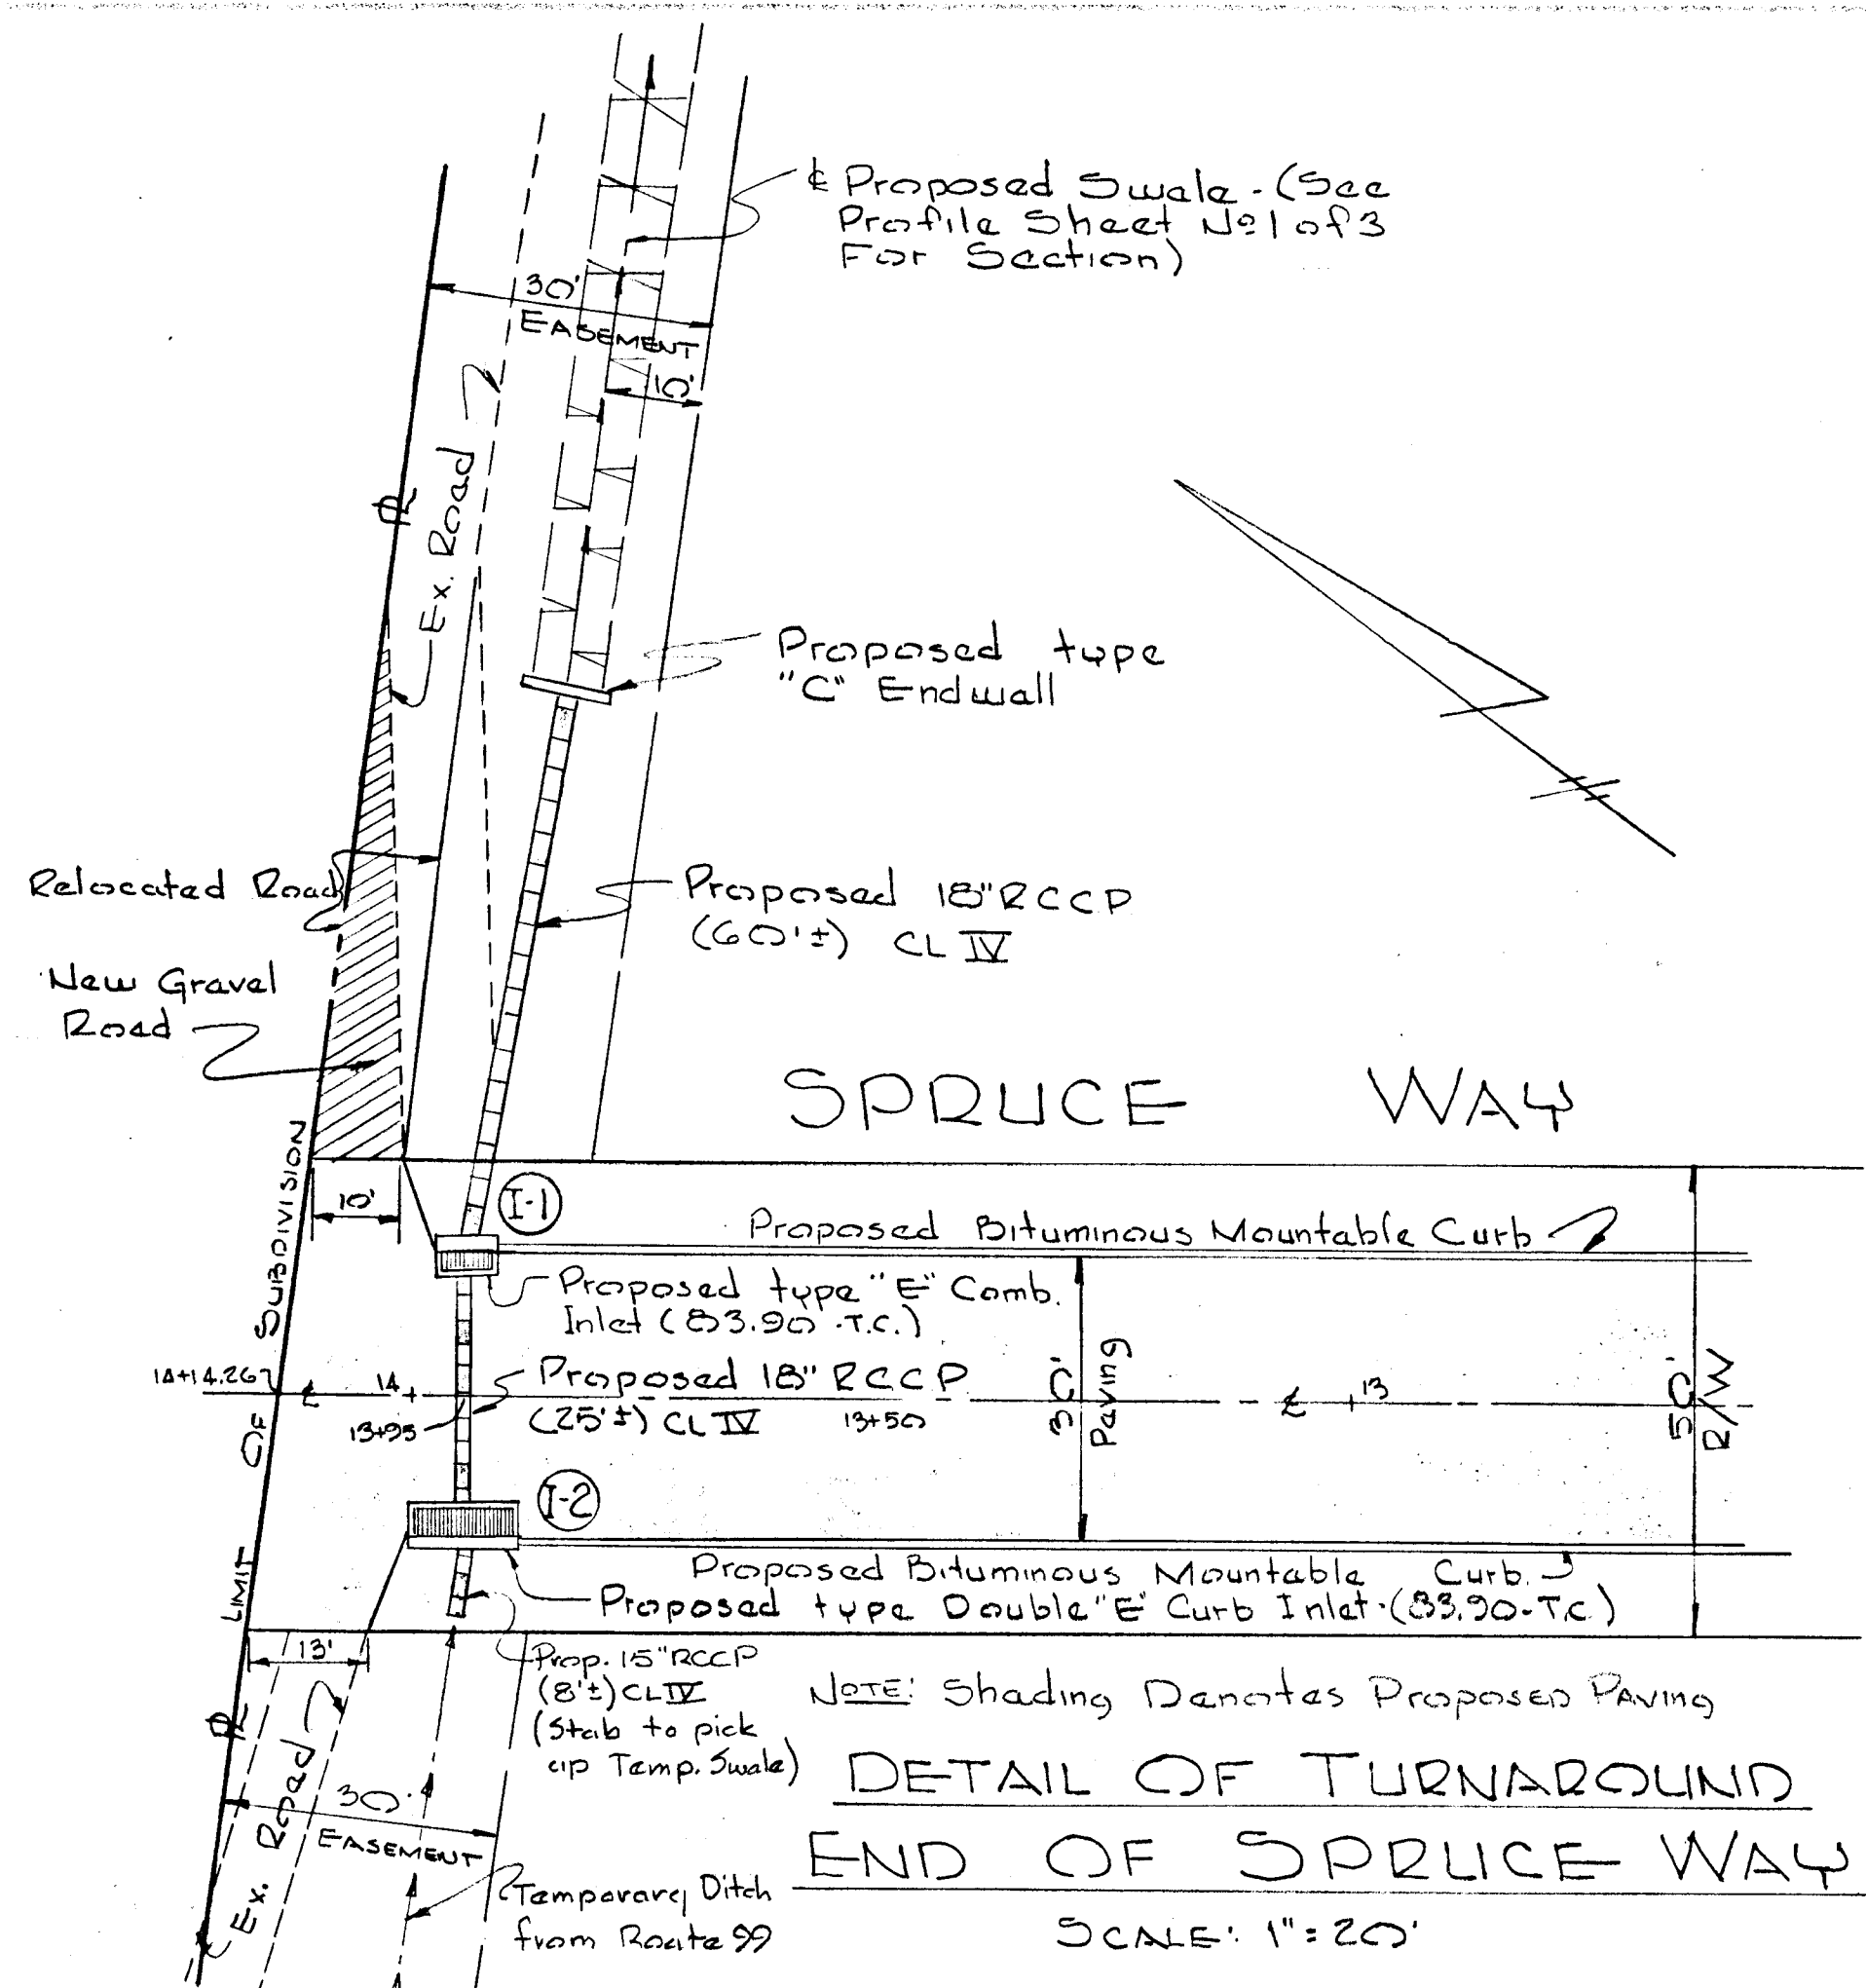 ℄ Proposed Swale - (See
Profile Sheet No 1 of 3
For Section)
30'
EASEMENT
10'
Ex. Road
℞
Proposed type
"C" Endwall
Relocated Road
Proposed 18" RCCP
(60'±) CL IV
New Gravel
Road
SPRUCE WAY
10'
I-1
Proposed Bituminous Mountable Curb
Proposed type "E" Comb.
Inlet (83.90 - T.C.)
LIMIT OF SUBDIVISION
14+14.267
℄
14
13+95
Proposed 18" RCCP
(25'±) CL IV
13+50
30'
Paving
℄
13
50'
R/W
I-2
Proposed Bituminous Mountable Curb.
Proposed type Double "E" Curb Inlet - (83.90 - T.C.)
13'
Prop. 15" RCCP
(8'±) CL IV
(Stub to pick
up Temp. Swale)
NOTE: Shading Denotes Proposed Paving
℞
30'
EASEMENT
Ex. Road
DETAIL OF TURNAROUND
END OF SPRUCE WAY
Temporary Ditch
from Route 99
SCALE: 1" = 20'